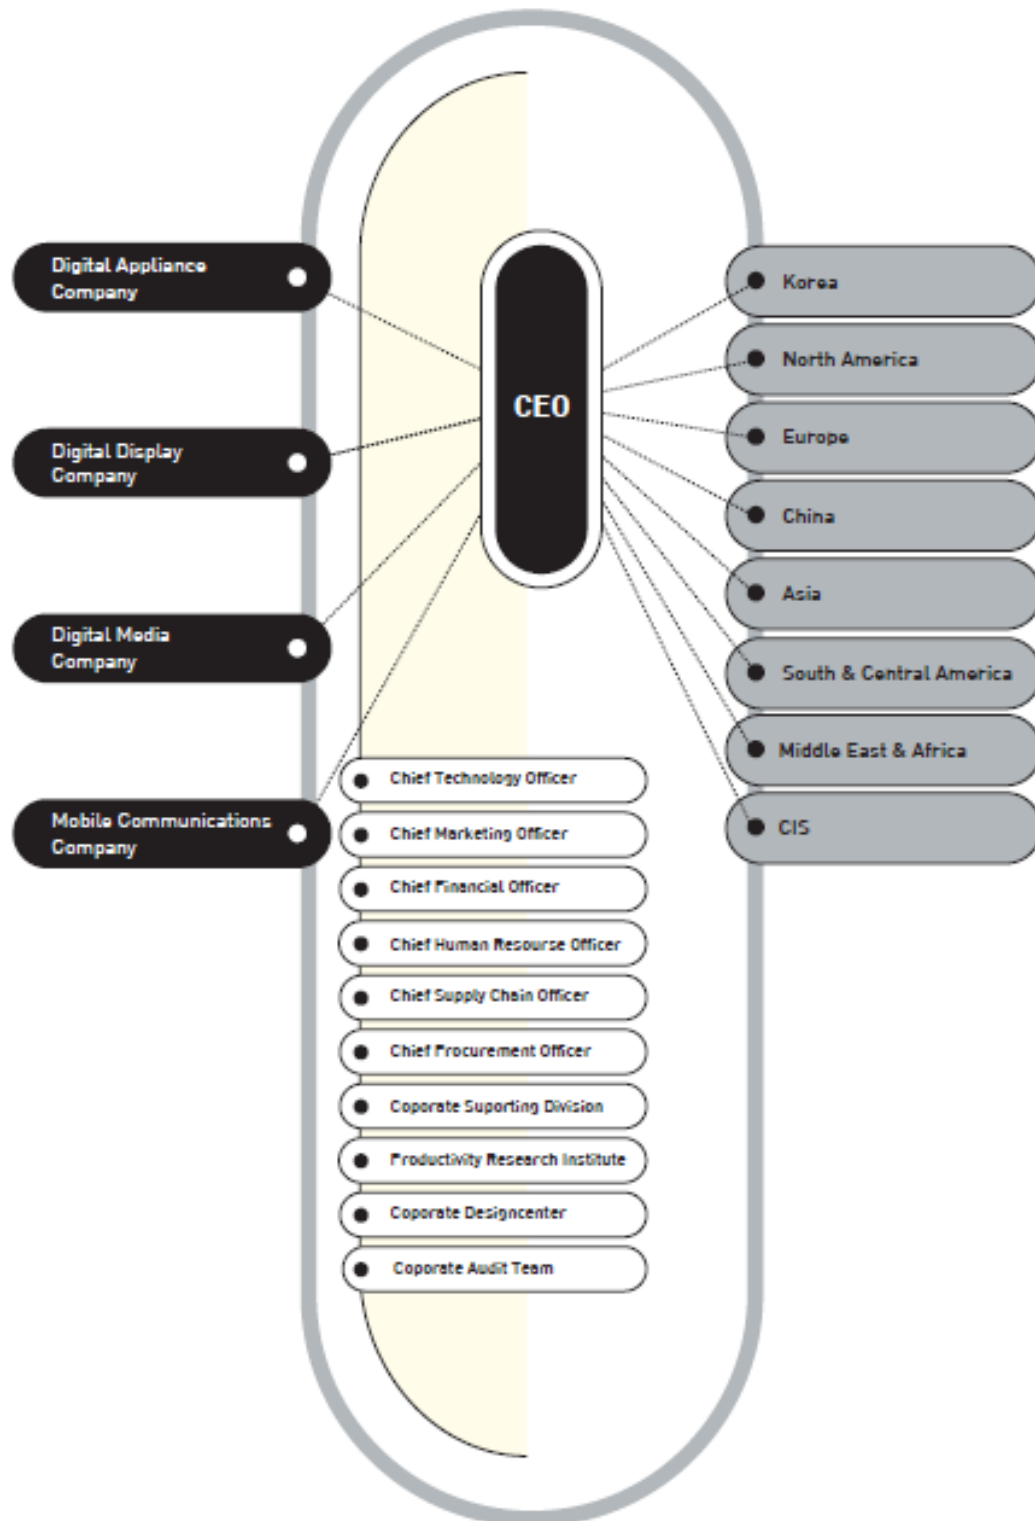 Digital Appliance
Company
Digital Display
Company
Digital Media
Company
Mobile Communications
Company
CEO
Korea
North America
Europe
China
Asia
South & Central America
Middle East & Africa
CIS
Chief Technology Officer
Chief Marketing Officer
Chief Financial Officer
Chief Human Resourse Officer
Chief Supply Chain Officer
Chief Procurement Officer
Coporate Suporting Division
Productivity Research Institute
Coporate Designcenter
Coporate Audit Team